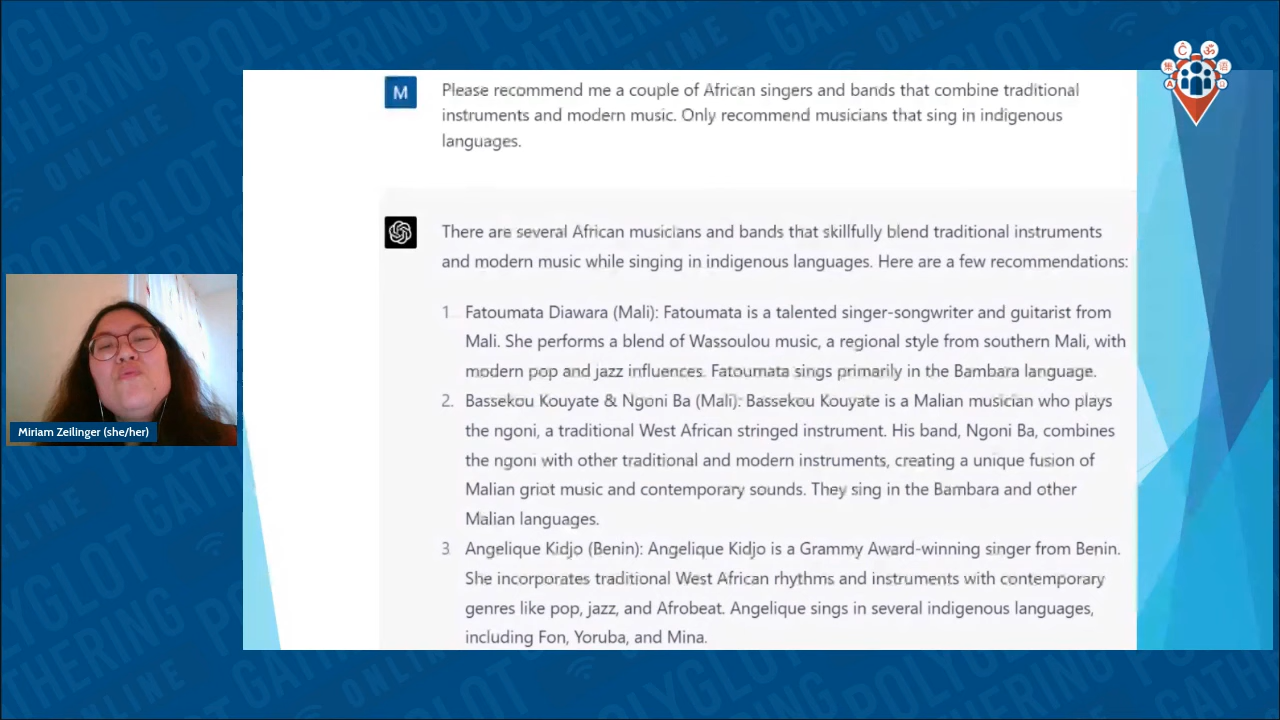 M
Please recommend me a couple of African singers and bands that combine traditional
instruments and modern music. Only recommend musicians that sing in indigenous
languages.
There are several African musicians and bands that skillfully blend traditional instruments
and modern music while singing in indigenous languages. Here are a few recommendations:
1. Fatoumata Diawara (Mali): Fatoumata is a talented singer-songwriter and guitarist from
Mali. She performs a blend of Wassoulou music, a regional style from southern Mali, with
modern pop and jazz influences. Fatoumata sings primarily in the Bambara language.
2. Bassekou Kouyate & Ngoni Ba (Mali): Bassekou Kouyate is a Malian musician who plays
the ngoni, a traditional West African stringed instrument. His band, Ngoni Ba, combines
the ngoni with other traditional and modern instruments, creating a unique fusion of
Malian griot music and contemporary sounds. They sing in the Bambara and other
Malian languages.
3 Angelique Kidjo (Benin): Angelique Kidjo is a Grammy Award-winning singer from Benin.
She incorporates traditional West African rhythms and instruments with contemporary
genres like pop, jazz, and Afrobeat. Angelique sings in several indigenous languages,
including Fon, Yoruba, and Mina.
Miriam Zeilinger (she/her)
POLYGLOT
GATHERING
ONLINE
Ĉ
ॐ
集
语
A